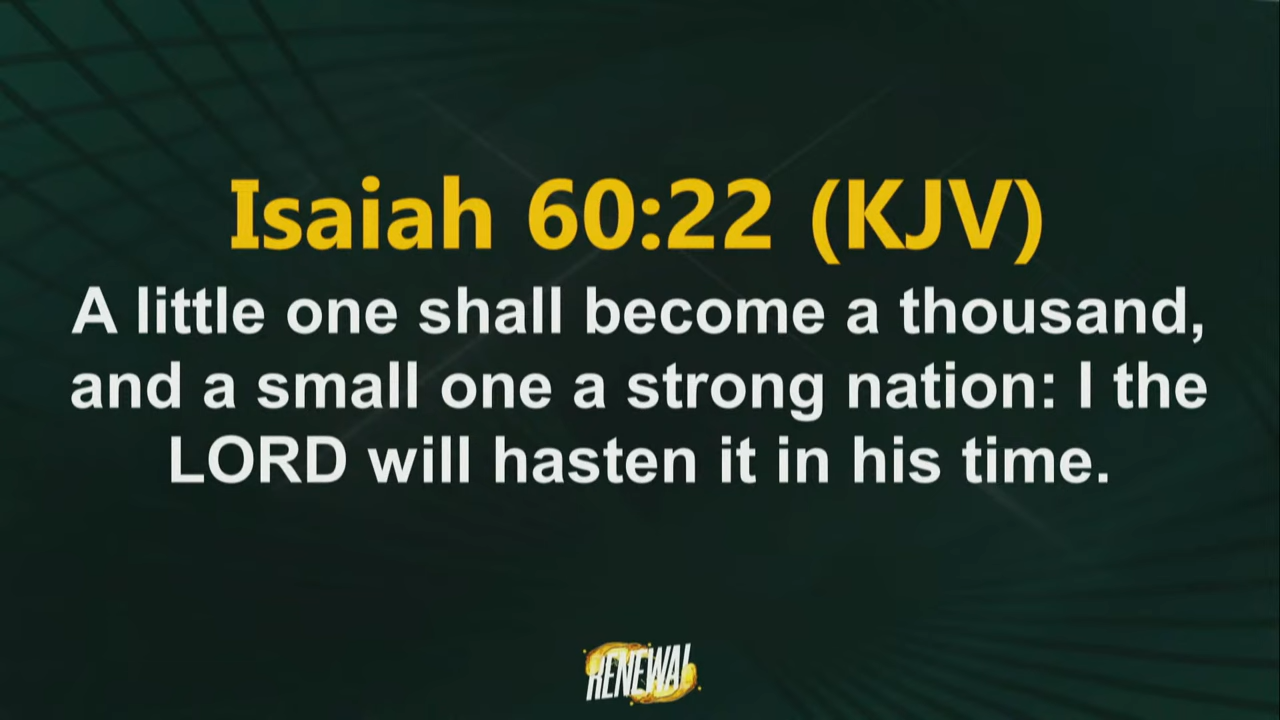 Isaiah 60:22 (KJV)
A little one shall become a thousand,
and a small one a strong nation: I the
LORD will hasten it in his time.
RENEWAL